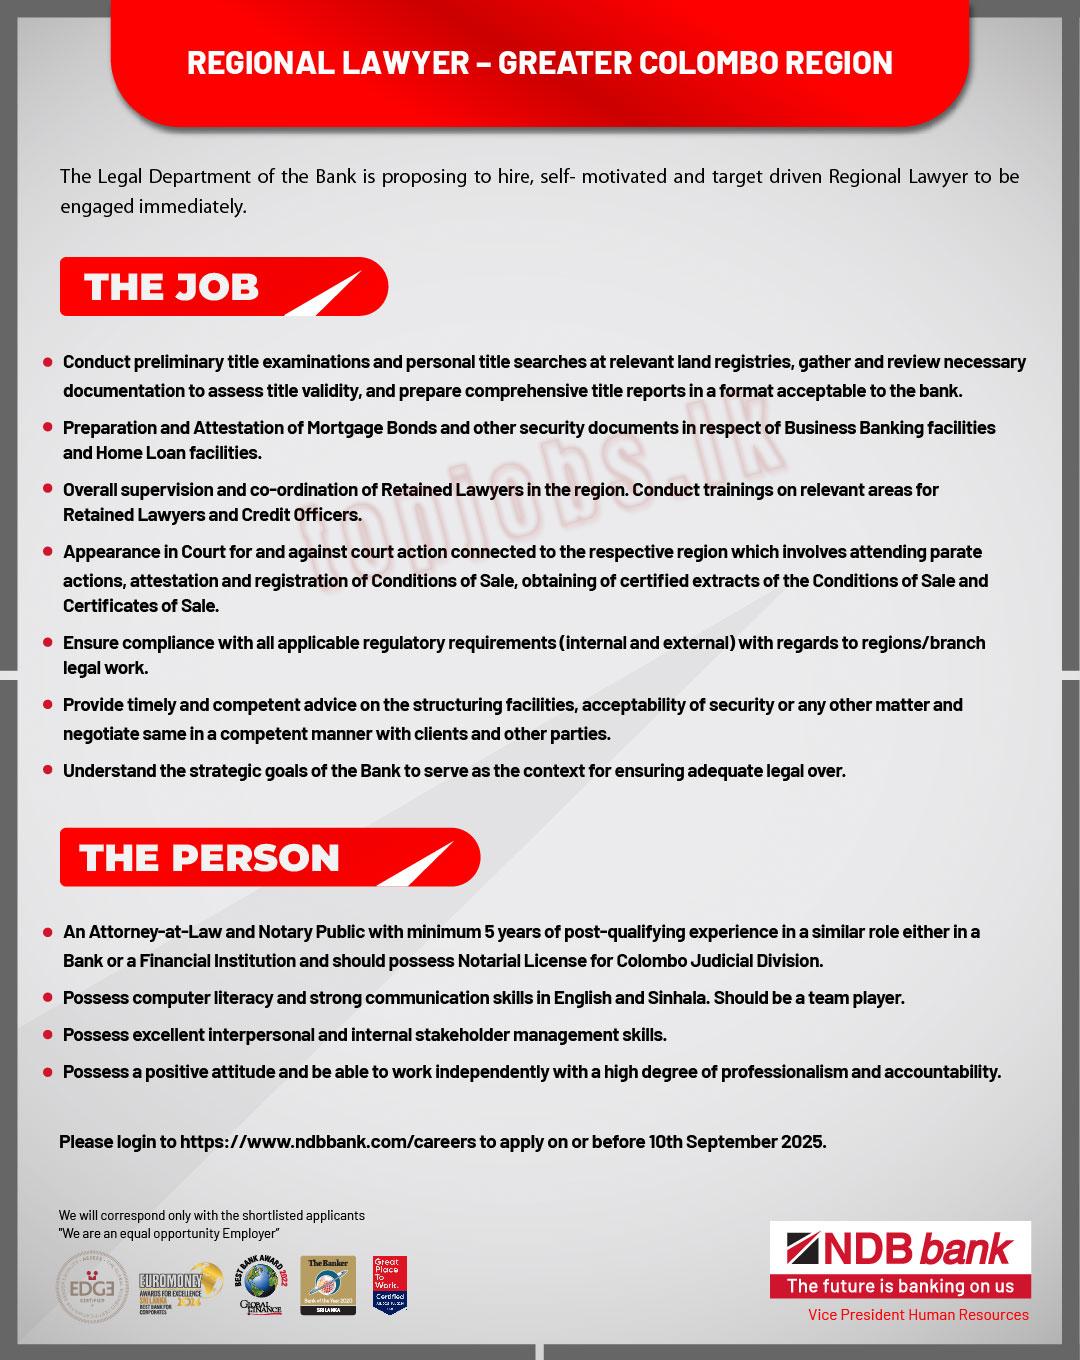 REGIONAL LAWYER – GREATER COLOMBO REGION
The Legal Department of the Bank is proposing to hire, self- motivated and target driven Regional Lawyer to be
engaged immediately.
THE JOB
Conduct preliminary title examinations and personal title searches at relevant land registries, gather and review necessary
documentation to assess title validity, and prepare comprehensive title reports in a format acceptable to the bank.
Preparation and Attestation of Mortgage Bonds and other security documents in respect of Business Banking facilities
and Home Loan facilities.
Overall supervision and co-ordination of Retained Lawyers in the region. Conduct trainings on relevant areas for
Retained Lawyers and Credit Officers.
Appearance in Court for and against court action connected to the respective region which involves attending parate
actions, attestation and registration of Conditions of Sale, obtaining of certified extracts of the Conditions of Sale and
Certificates of Sale.
Ensure compliance with all applicable regulatory requirements (internal and external) with regards to regions/branch
legal work.
Provide timely and competent advice on the structuring facilities, acceptability of security or any other matter and
negotiate same in a competent manner with clients and other parties.
Understand the strategic goals of the Bank to serve as the context for ensuring adequate legal over.
topjobs.lk
THE PERSON
An Attorney-at-Law and Notary Public with minimum 5 years of post-qualifying experience in a similar role either in a
Bank or a Financial Institution and should possess Notarial License for Colombo Judicial Division.
Possess computer literacy and strong communication skills in English and Sinhala. Should be a team player.
Possess excellent interpersonal and internal stakeholder management skills.
Possess a positive attitude and be able to work independently with a high degree of professionalism and accountability.
Please login to https://www.ndbbank.com/careers to apply on or before 10th September 2025.
We will correspond only with the shortlisted applicants
"We are an equal opportunity Employer"
EDGE
CERTIFIED
EUROMONEY
AWARDS FOR EXCELLENCE
SRI LANKA
BEST BANK FOR
CORPORATES
2024
BEST BANK AWARD 2022
GLOBAL
FINANCE
The Banker
Bank of the Year 2020
SRI LANKA
Great
Place
To
Work.
Certified
NDB bank
The future is banking on us
Vice President Human Resources